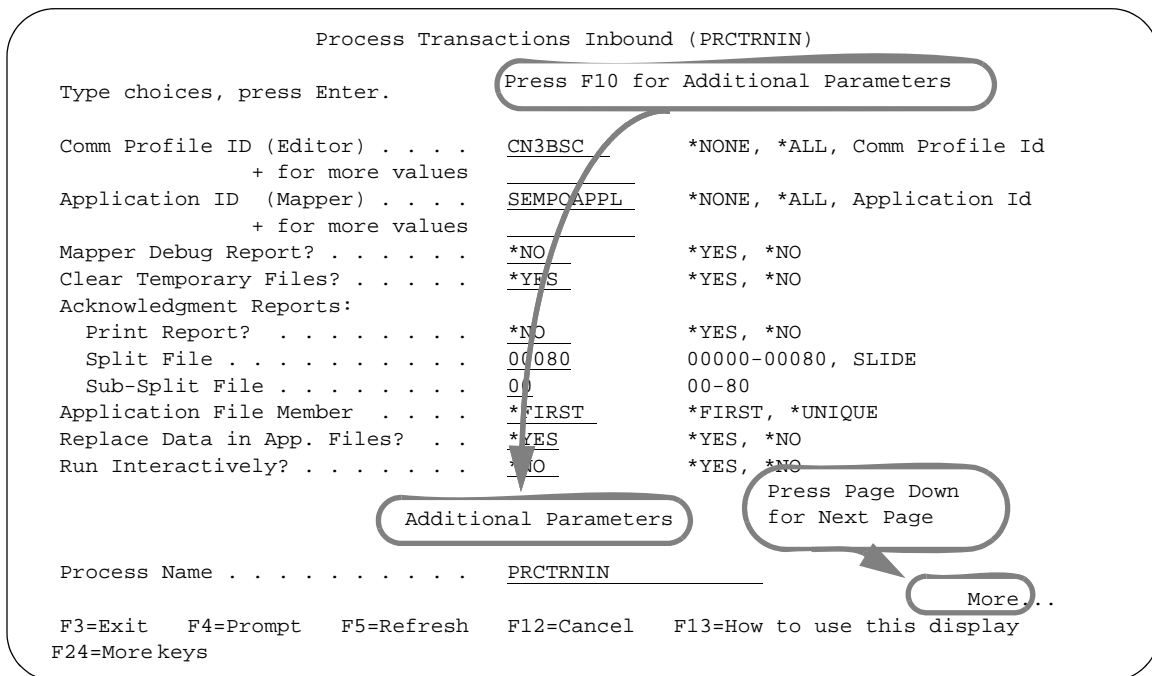 Process Transactions Inbound (PRCTRNIN)
Press F10 for Additional Parameters
Type choices, press Enter.
Comm Profile ID (Editor) . . . . CN3BSC *NONE, *ALL, Comm Profile Id
+ for more values
Application ID (Mapper) . . . . SEMPOAPPL *NONE, *ALL, Application Id
+ for more values
Mapper Debug Report? . . . . . . *NO *YES, *NO
Clear Temporary Files? . . . . . *YES *YES, *NO
Acknowledgment Reports:
Print Report? . . . . . . . . . *NO *YES, *NO
Split File . . . . . . . . . . 00080 00000-00080, SLIDE
Sub-Split File . . . . . . . . 00 00-80
Application File Member . . . . *FIRST *FIRST, *UNIQUE
Replace Data in App. Files? . . *YES *YES, *NO
Run Interactively? . . . . . . . *NO *YES, *NO
Press Page Down
for Next Page
Additional Parameters
Process Name . . . . . . . . . . PRCTRNIN
More...
F3=Exit F4=Prompt F5=Refresh F12=Cancel F13=How to use this display
F24=More keys